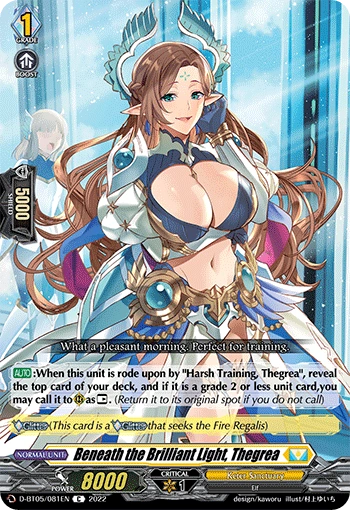 1
GRADE
BOOST
5000
SHIELD
What a pleasant morning. Perfect for training.
AUTO:When this unit is rode upon by "Harsh Training, Thegrea", reveal
the top card of your deck, and if it is a grade 2 or less unit card,you
may call it to as . (Return it to its original spot if you do not call)
(This card is a that seeks the Fire Regalis)
NORMAL UNIT
Beneath the Brilliant Light, Thegrea
POWER 8000
CRITICAL
1
Keter Sanctuary
Elf
D-BT05/081EN C 2022
design/kaworu illust/村上ゆいち